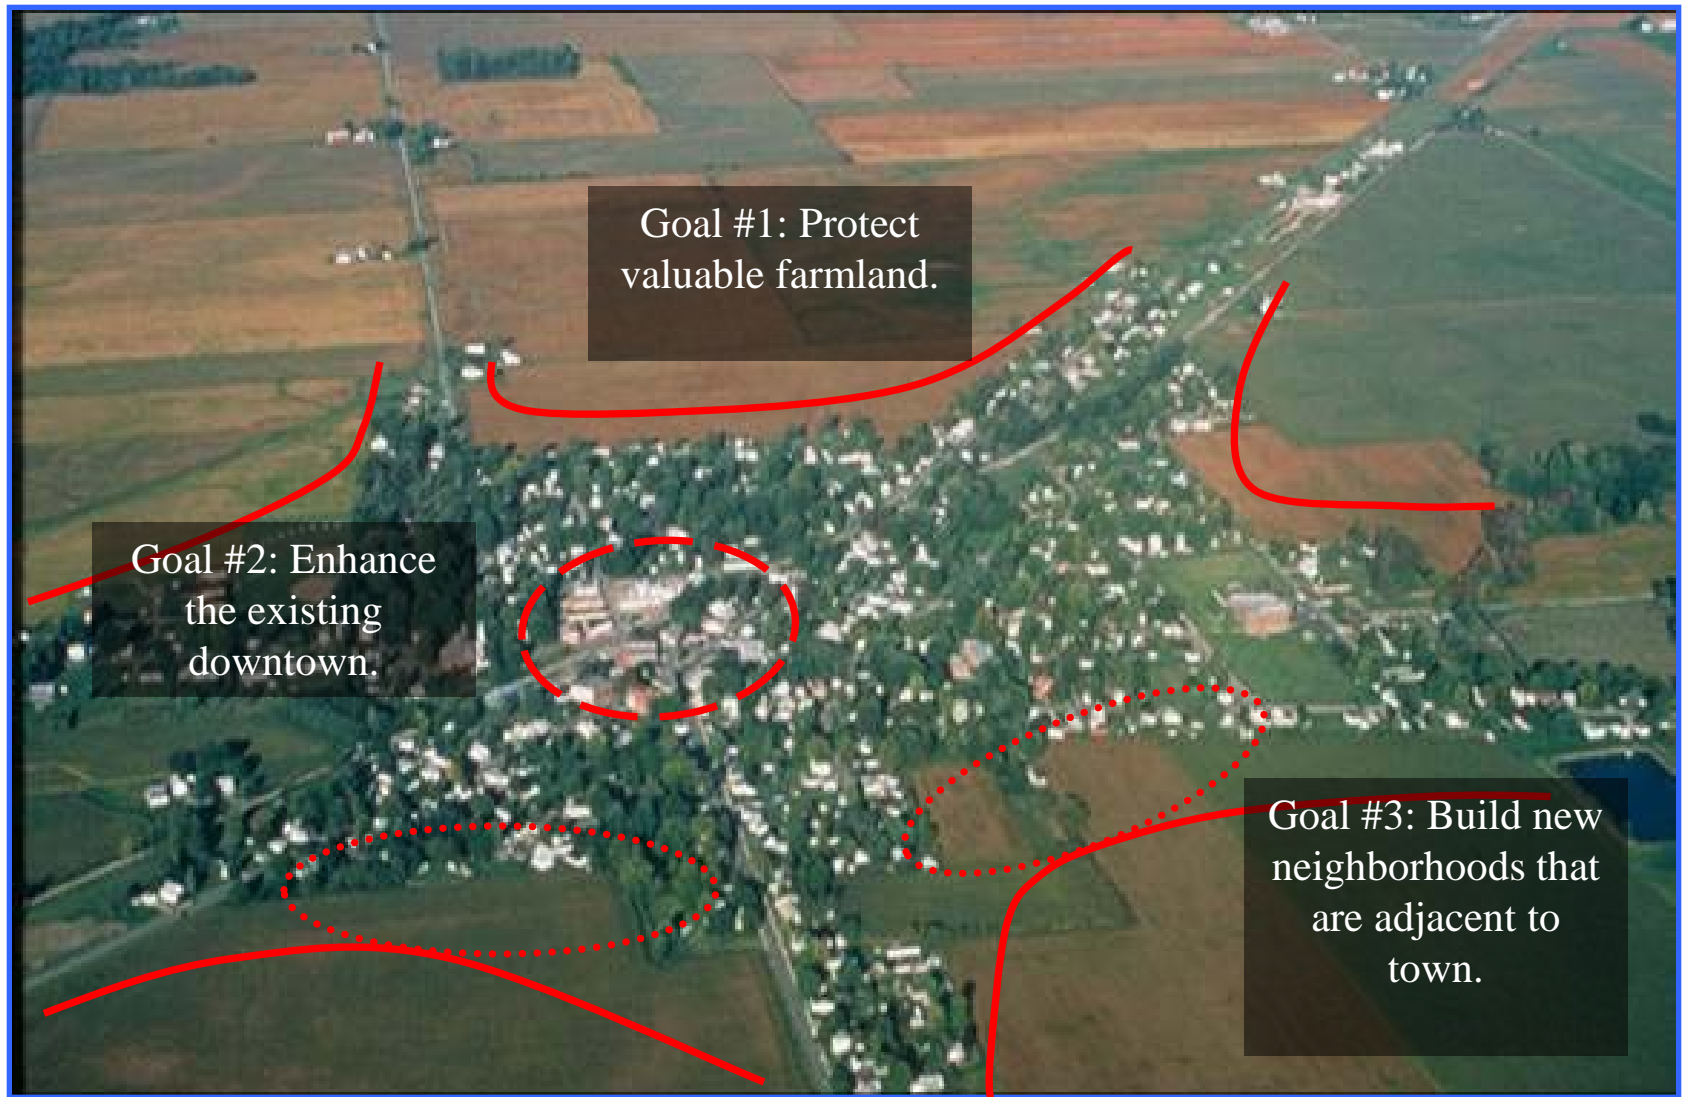 Goal #1: Protect
valuable farmland.
Goal #2: Enhance
the existing
downtown.
Goal #3: Build new
neighborhoods that
are adjacent to
town.